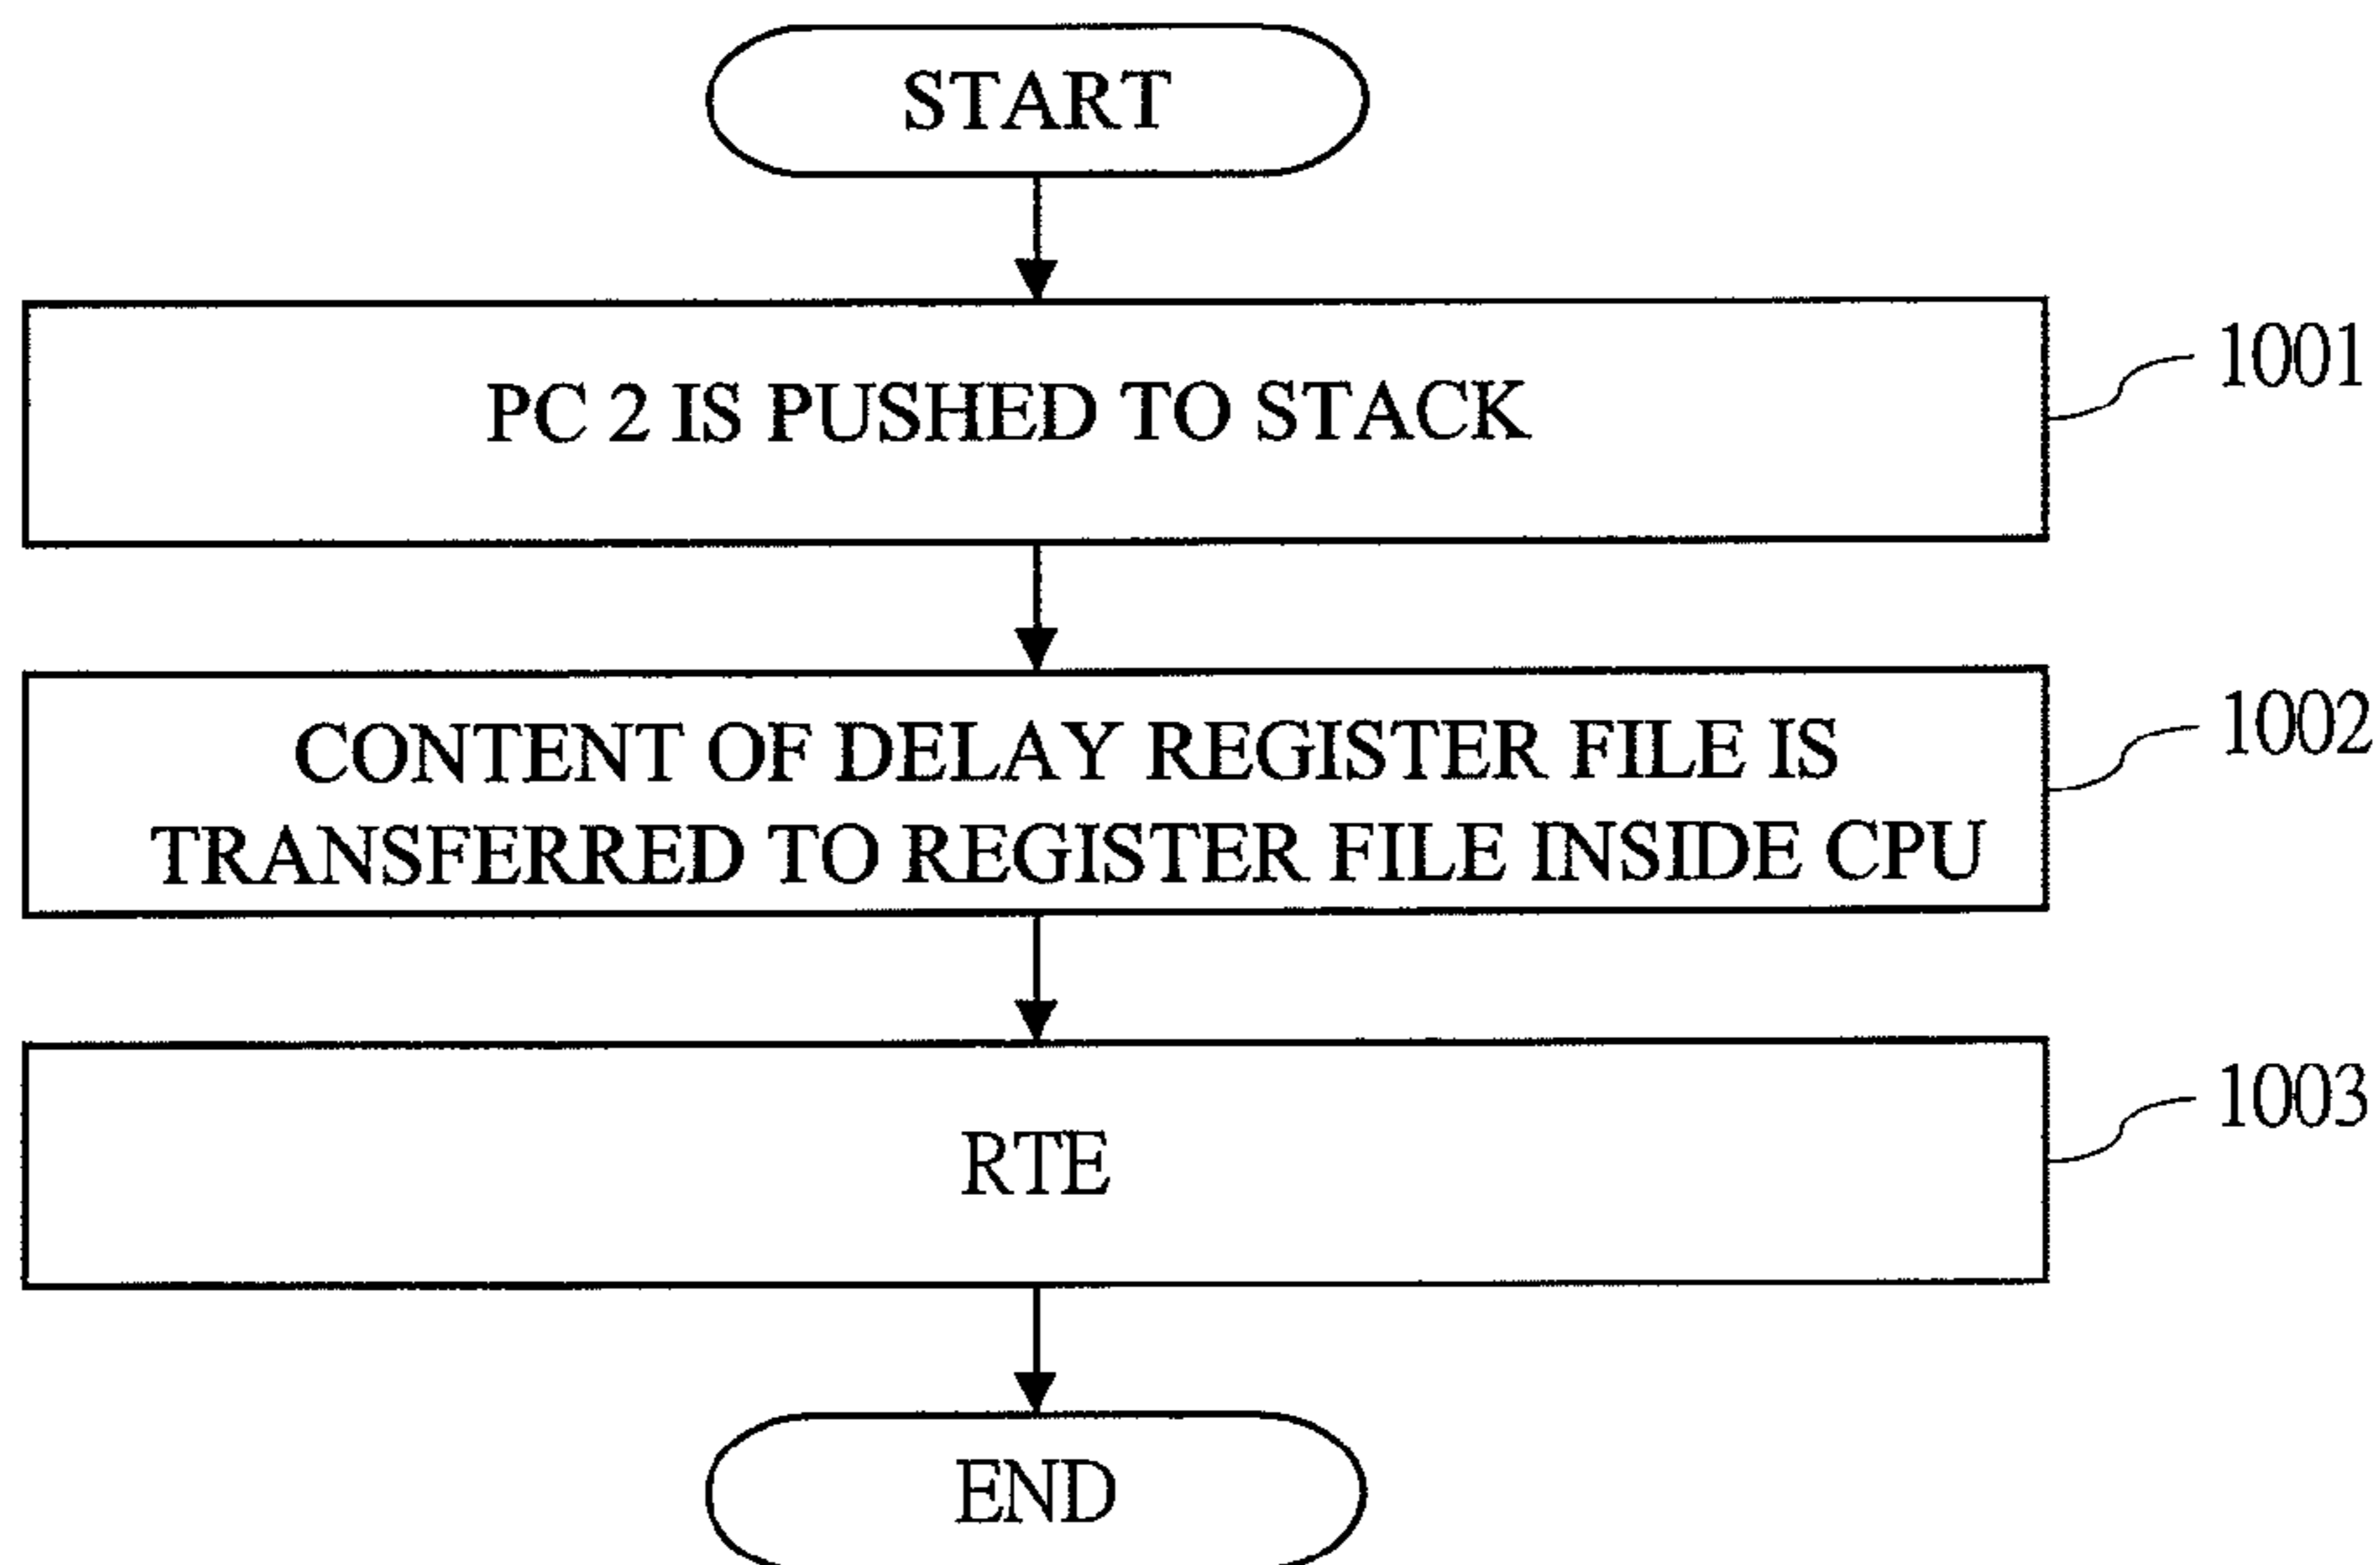 START
PC 2 IS PUSHED TO STACK
1001
CONTENT OF DELAY REGISTER FILE IS
TRANSFERRED TO REGISTER FILE INSIDE CPU
1002
RTE
1003
END